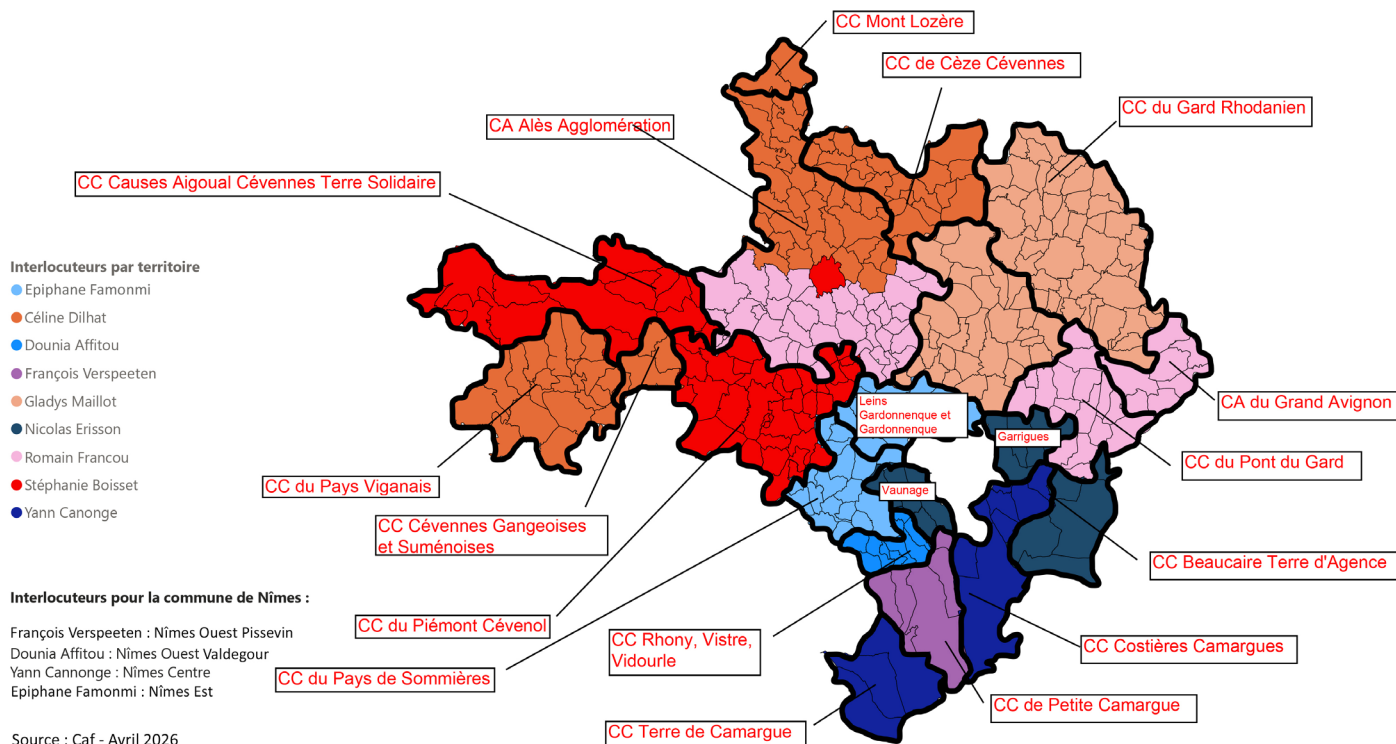 CC Mont Lozère
CC de Cèze Cévennes
CC du Gard Rhodanien
CA Alès Agglomération
CC Causes Aigoual Cévennes Terre Solidaire
Interlocuteurs par territoire
Epiphane Famonmi
Céline Dilhat
Dounia Affitou
François Verspeeten
Gladys Maillot
Nicolas Erisson
Romain Francou
Stéphanie Boisset
Yann Canonge
Leins
Gardonnenque et
Gardonnenque
Garrigues
CA du Grand Avignon
CC du Pont du Gard
Vaunage
CC du Pays Viganais
CC Cévennes Gangeoises
et Suménoises
CC Beaucaire Terre d'Agence
Interlocuteurs pour la commune de Nîmes :
François Verspeeten : Nîmes Ouest Pissevin
Dounia Affitou : Nîmes Ouest Valdegour
Yann Cannonge : Nîmes Centre
Epiphane Famonmi : Nîmes Est
CC du Piémont Cévenol
CC Rhony, Vistre,
Vidourle
CC Costières Camargues
CC du Pays de Sommières
CC de Petite Camargue
CC Terre de Camargue
Source : Caf - Avril 2026